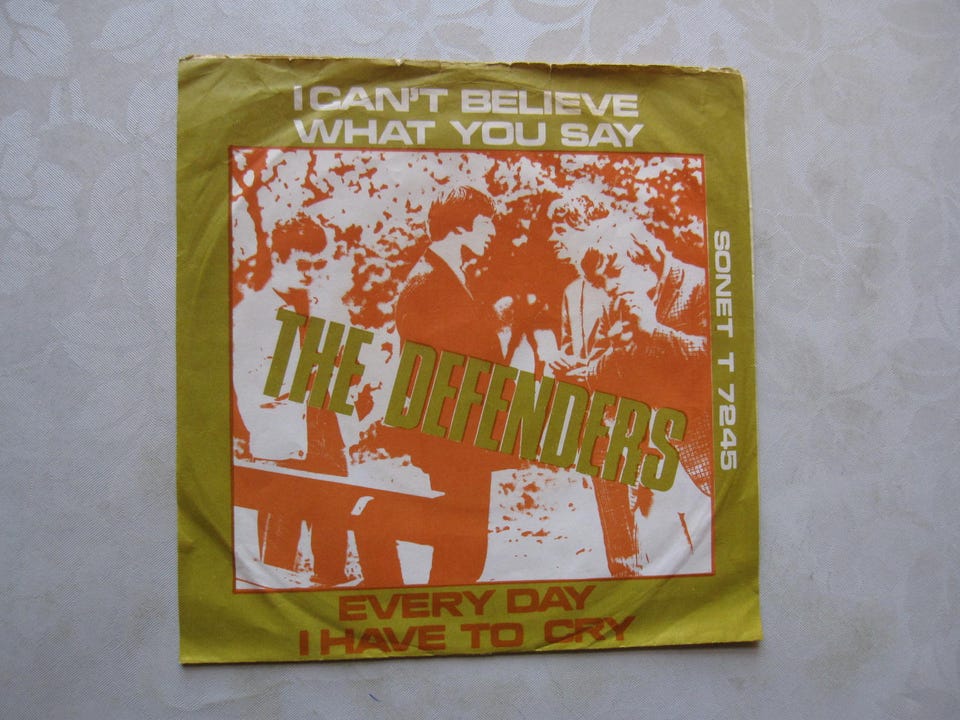 I CAN'T BELIEVE
WHAT YOU SAY
THE DEFENDERS
SONET T 7245
EVERY DAY
I HAVE TO CRY